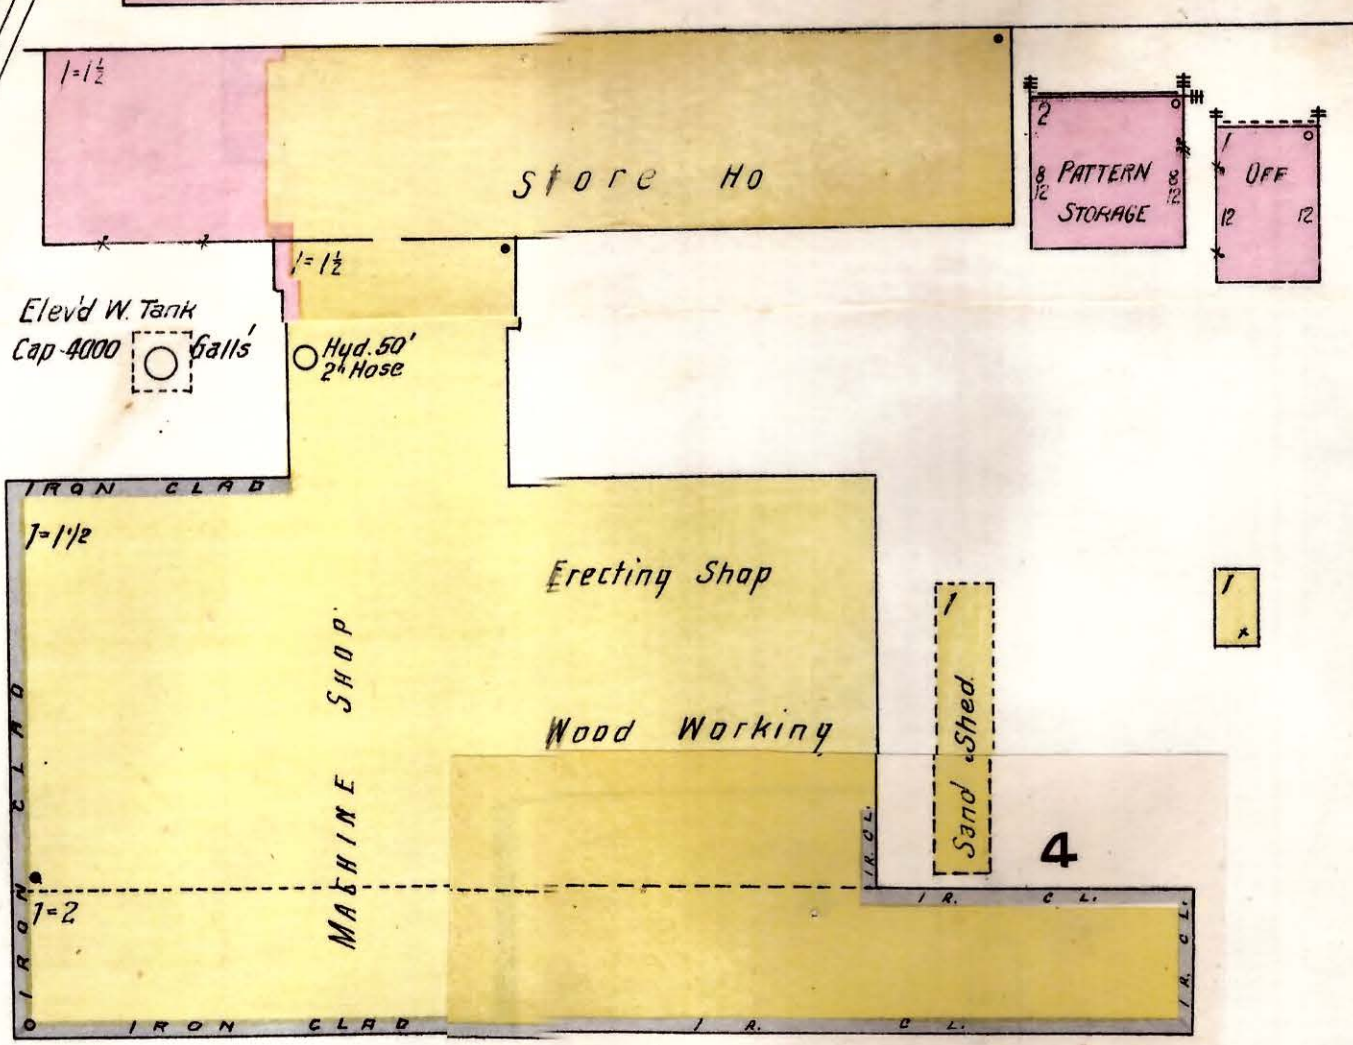 1=1½
Store Ho
2
8 PATTERN 8
12 STORAGE 12
1
OFF
12 12
1=1½
Elev'd W. Tank
Cap-4000 Galls'
Hyd. 50'
2" Hose
IRON CLAD
1=1½
Erecting Shop
MACHINE SHOP
1
1
Wood Working
Sand Shed
IRON CLAD
4
IR. CL.
IR. CL.
1=2
IR. CL.
IRON CLAD
IR. CL.